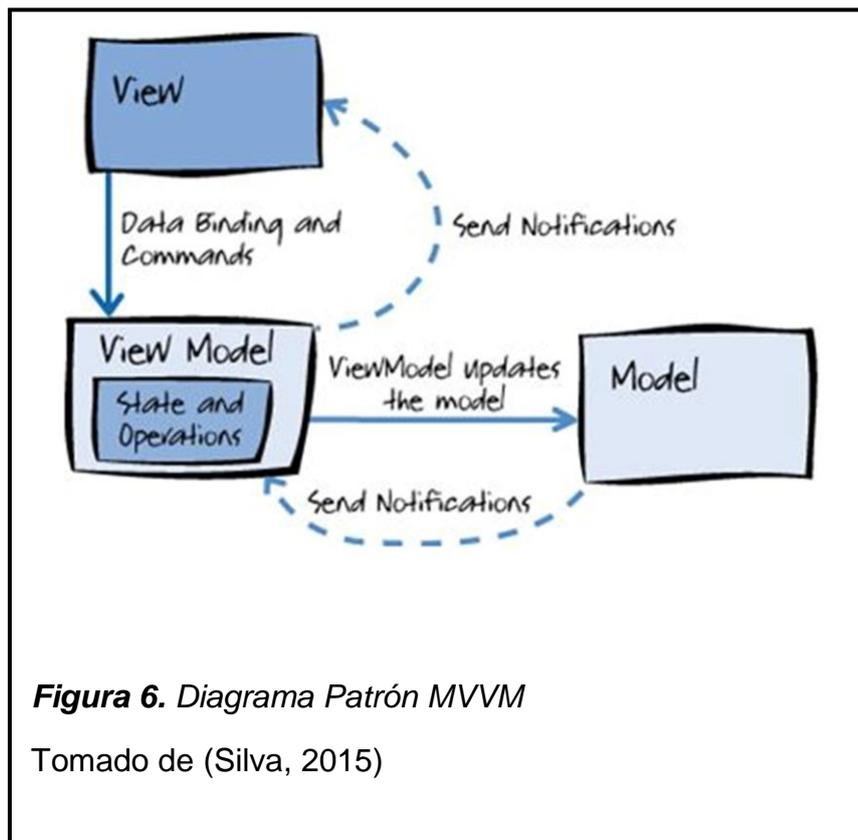 View
Data Binding and
Commands
Send Notifications
View Model
State and
Operations
ViewModel updates
the model
Model
Send Notifications
Figura 6. Diagrama Patrón MVVM
Tomado de (Silva, 2015)